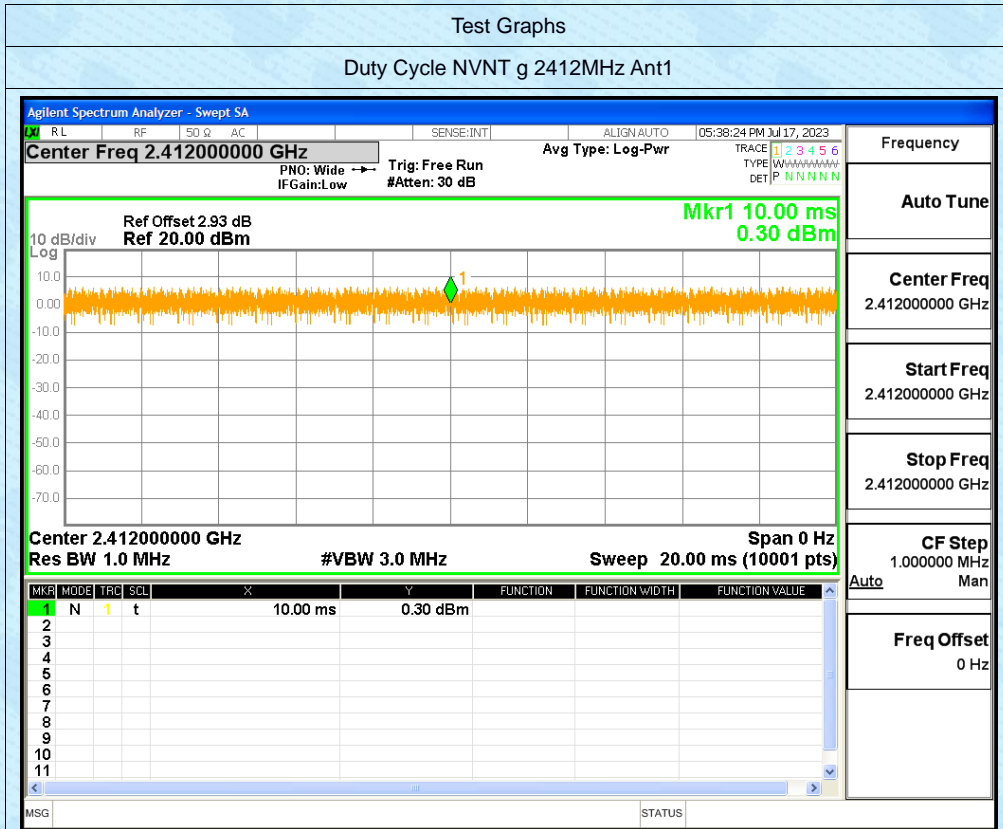 Test Graphs
Duty Cycle NVNT g 2412MHz Ant1
Agilent Spectrum Analyzer - Swept SA
LXI RL RF 50 Ω AC SENSE:INT ALIGN AUTO 05:38:24 PM Jul 17, 2023
Center Freq 2.412000000 GHz
PNO: Wide
IFGain:Low
Trig: Free Run
#Atten: 30 dB
Avg Type: Log-Pwr
TRACE 1 2 3 4 5 6
TYPE WWWWWW
DET P N N N N N
Frequency
Auto Tune
Center Freq
2.412000000 GHz
Start Freq
2.412000000 GHz
Stop Freq
2.412000000 GHz
CF Step
1.000000 MHz
Auto Man
Freq Offset
0 Hz
Mkr1 10.00 ms
0.30 dBm
Ref Offset 2.93 dB
10 dB/div Ref 20.00 dBm
Log
10.0
0.00
-10.0
-20.0
-30.0
-40.0
-50.0
-60.0
-70.0
1
Center 2.412000000 GHz Span 0 Hz
Res BW 1.0 MHz #VBW 3.0 MHz Sweep 20.00 ms (10001 pts)
MKR MODE TRC SCL X Y FUNCTION FUNCTION WIDTH FUNCTION VALUE
1 N 1 t 10.00 ms 0.30 dBm
2
3
4
5
6
7
8
9
10
11
MSG STATUS